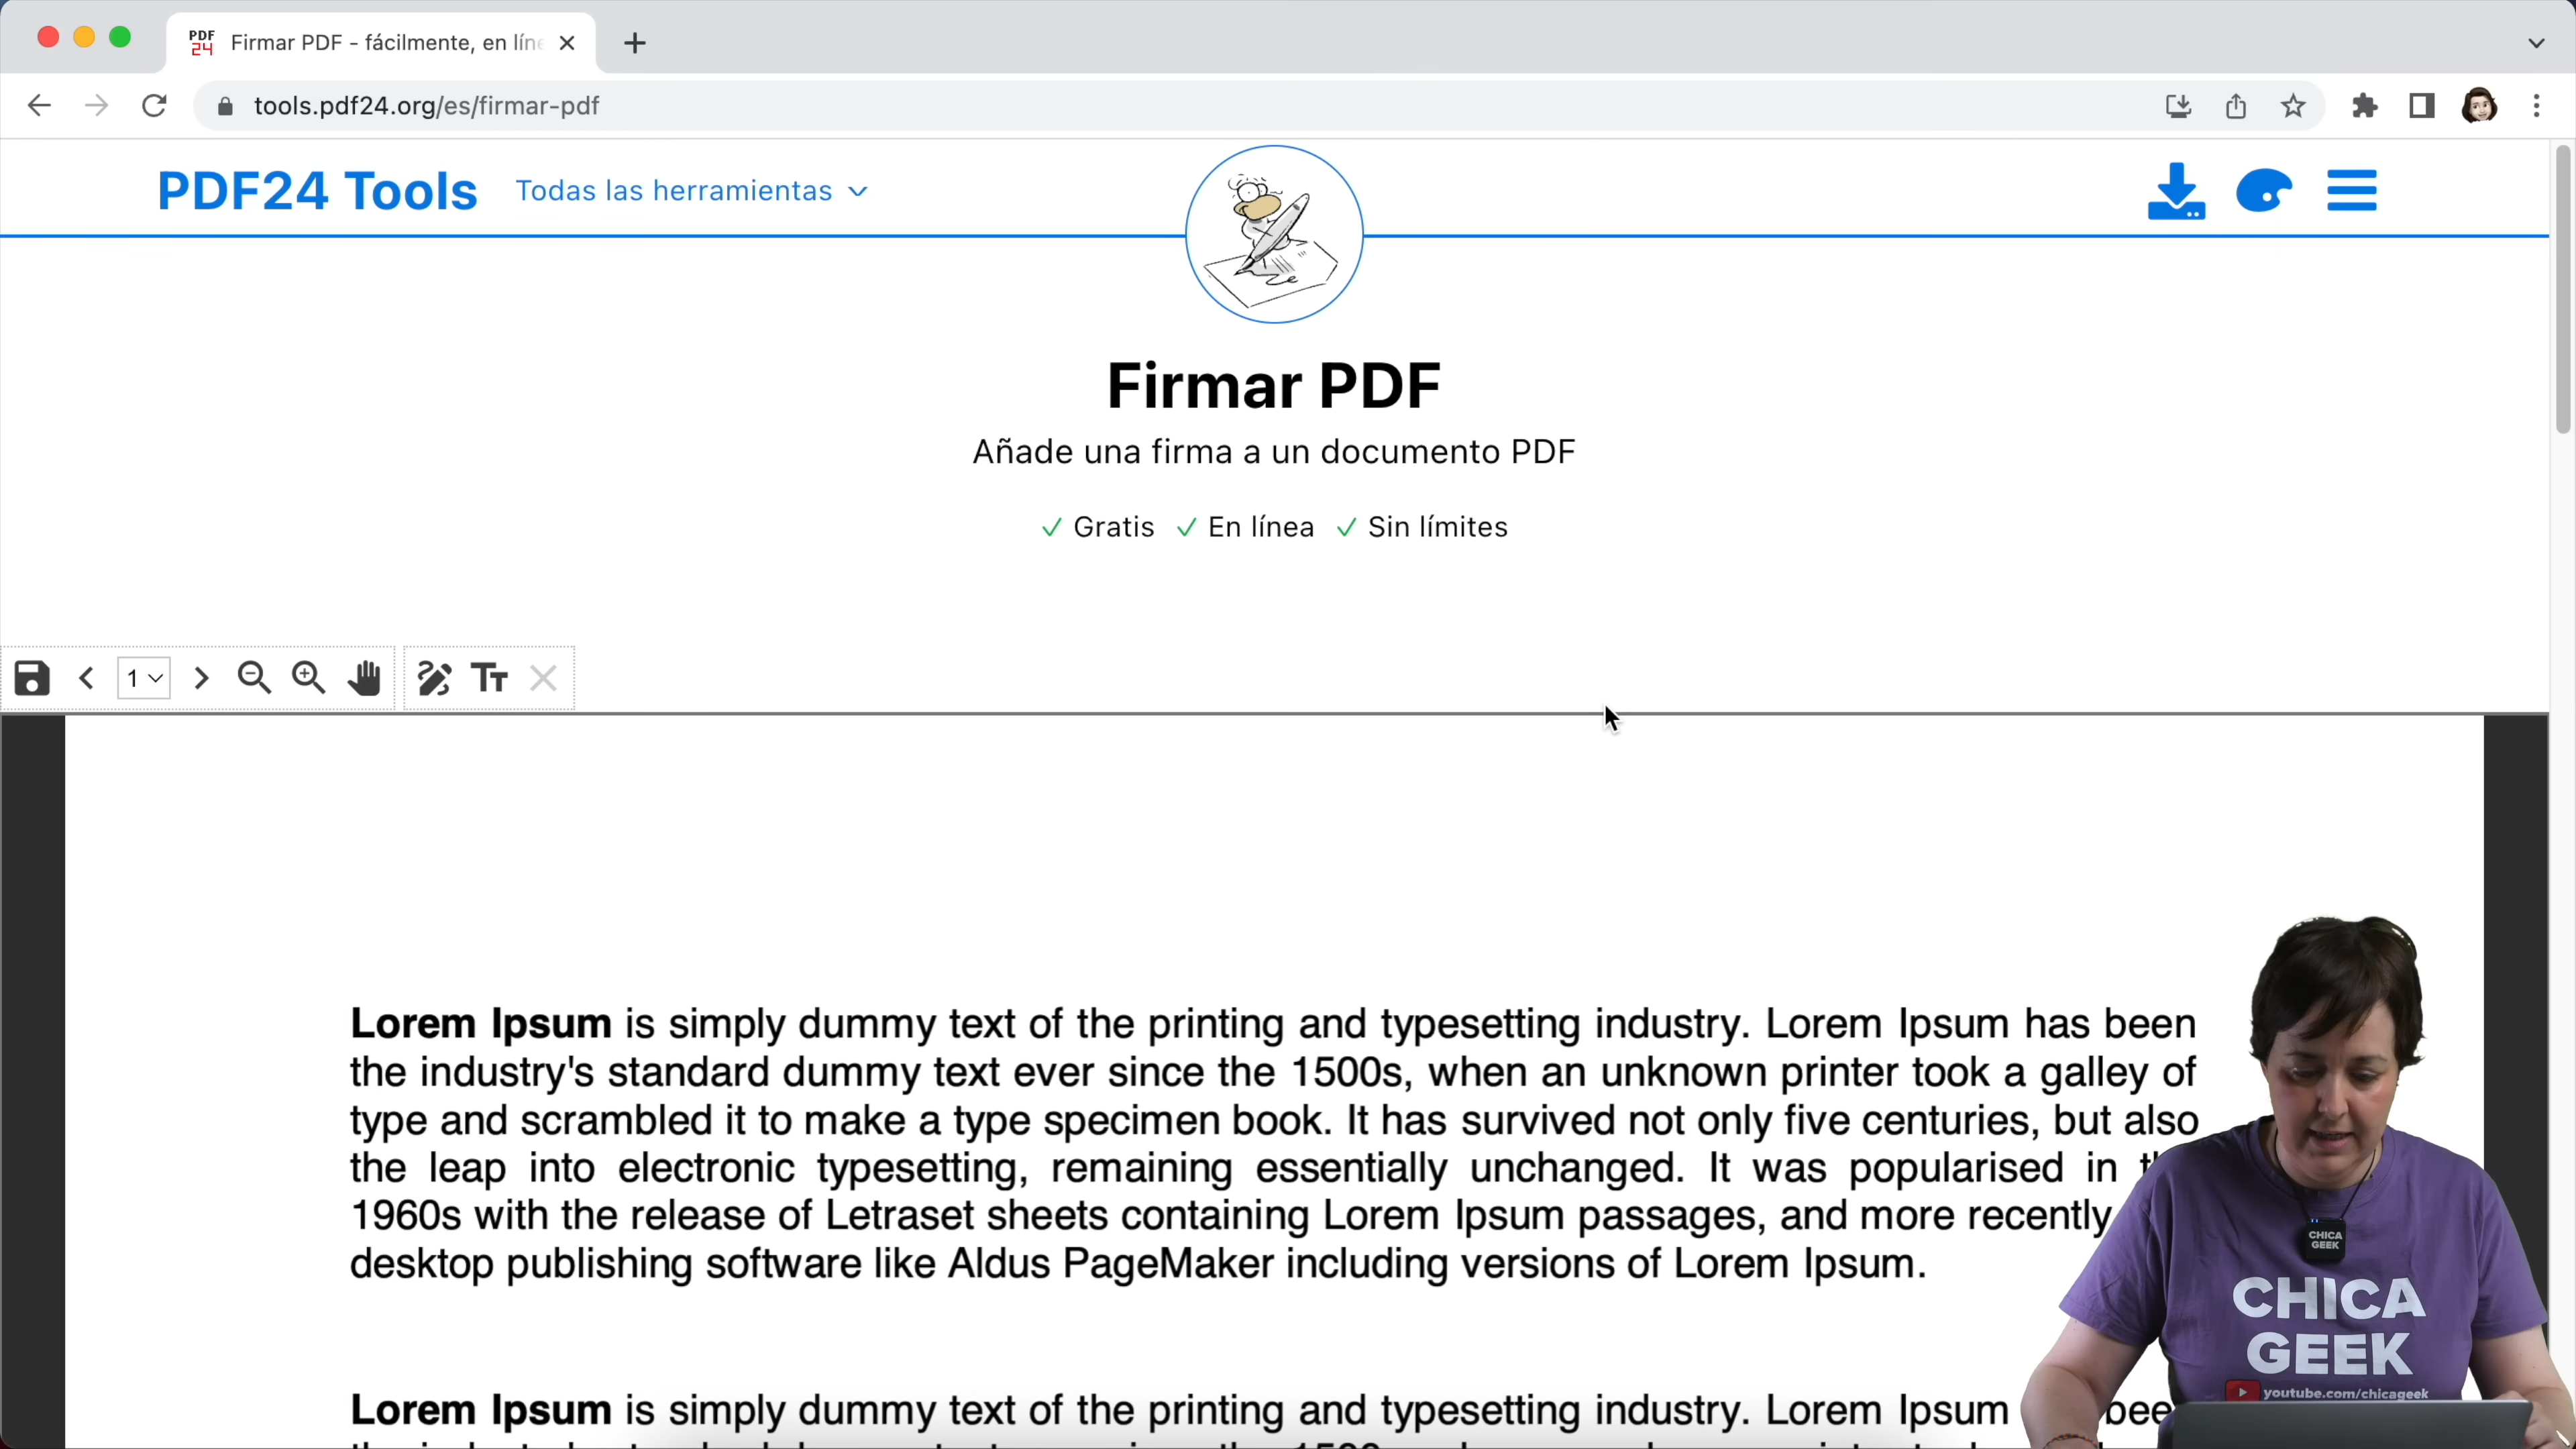 PDF
24
Firmar PDF - fácilmente, en líne
tools.pdf24.org/es/firmar-pdf
PDF24 Tools
Todas las herramientas
Firmar PDF
Añade una firma a un documento PDF
Gratis
En línea
Sin límites
1
Tт
Lorem Ipsum is simply dummy text of the printing and typesetting industry. Lorem Ipsum has been
the industry's standard dummy text ever since the 1500s, when an unknown printer took a galley of
type and scrambled it to make a type specimen book. It has survived not only five centuries, but also
the leap into electronic typesetting, remaining essentially unchanged. It was popularised in
1960s with the release of Letraset sheets containing Lorem Ipsum passages, and more recently
desktop publishing software like Aldus PageMaker including versions of Lorem Ipsum.
Lorem Ipsum is simply dummy text of the printing and typesetting industry. Lorem Ipsum
CHICA
GEEK
CHICA
GEEK
youtube.com/chicageek